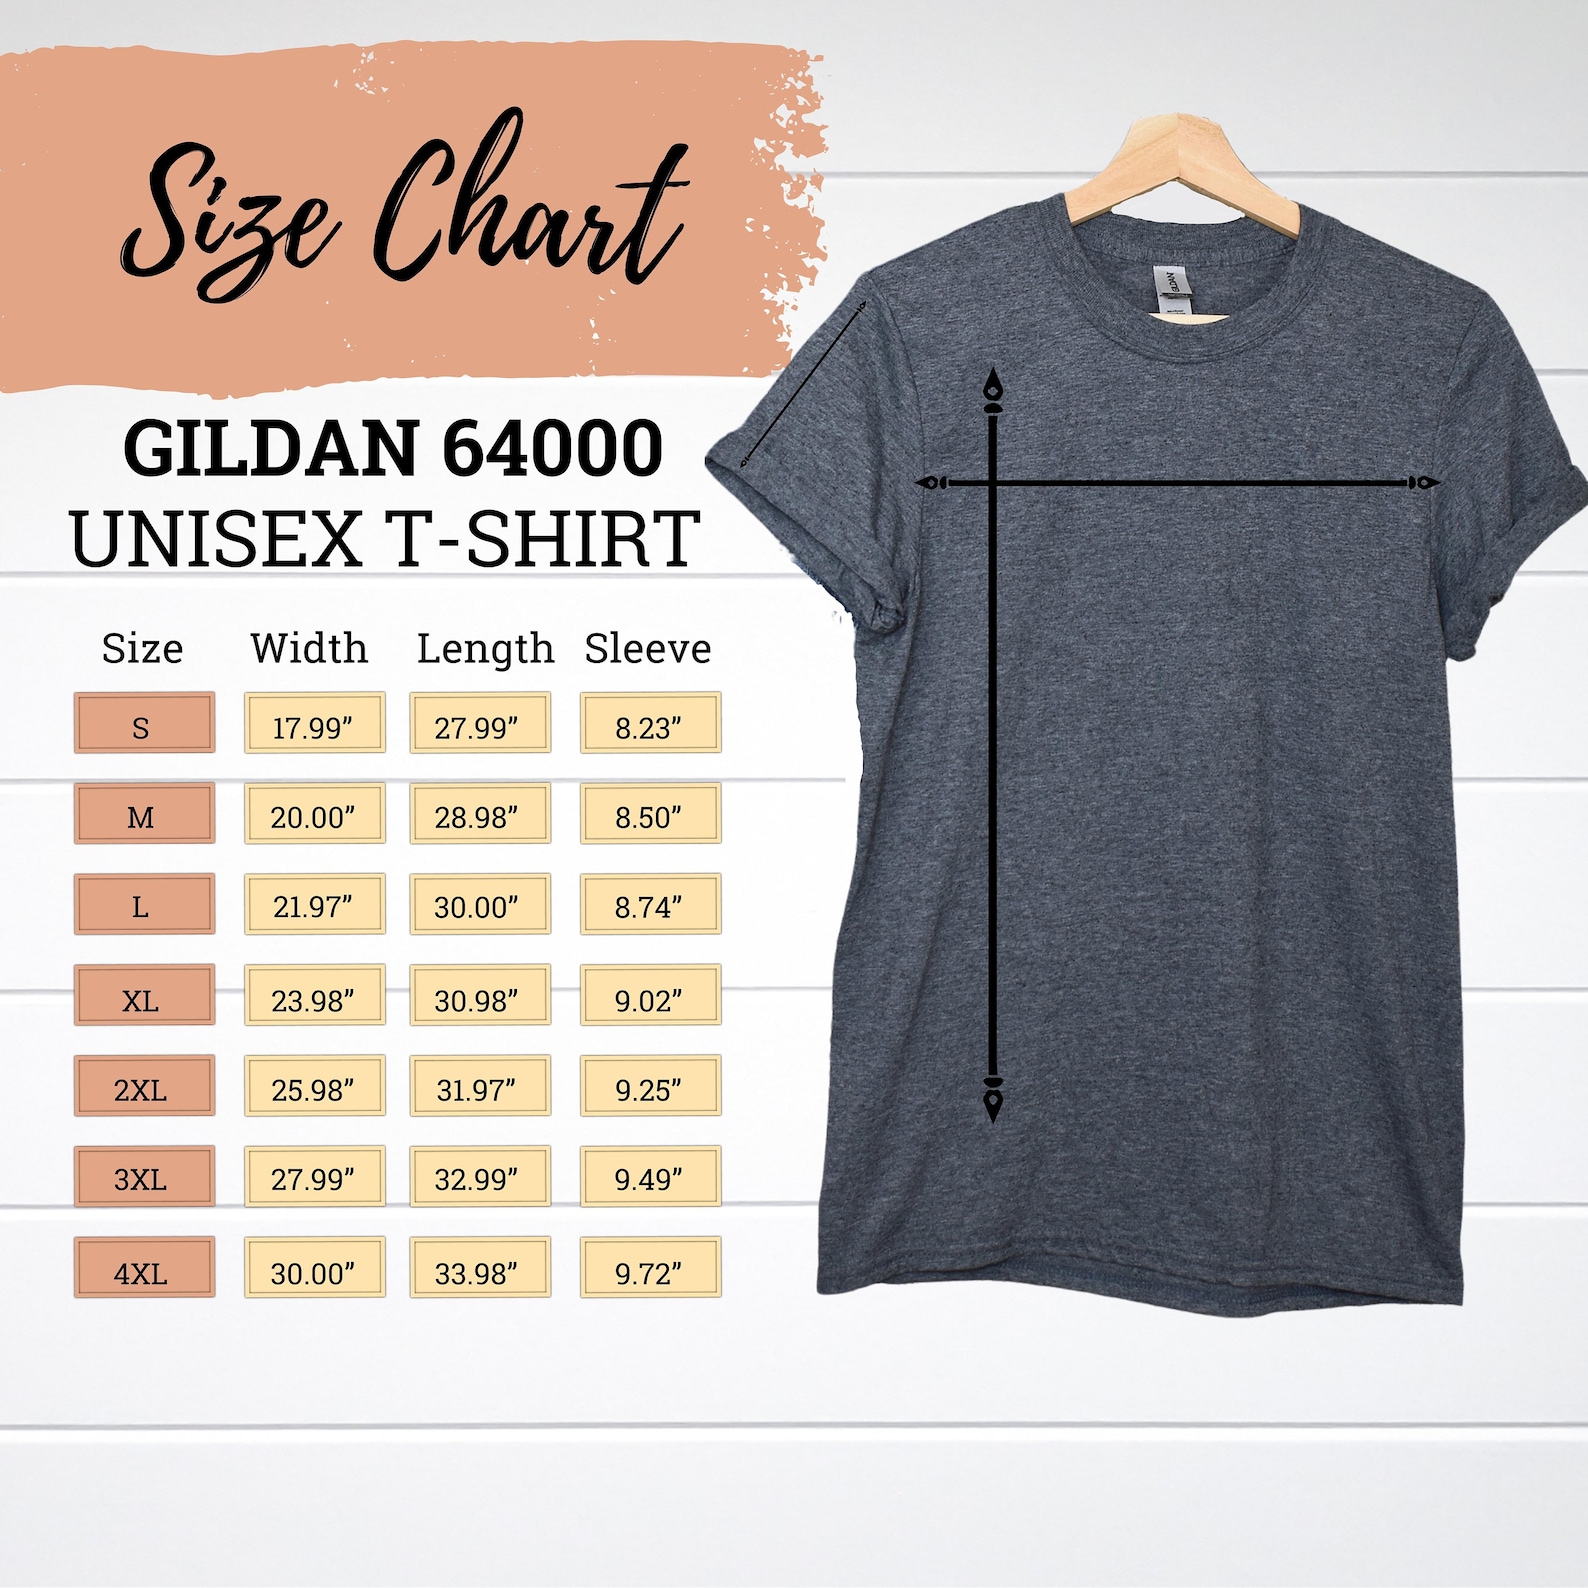 Size Chart
GILDAN 64000
UNISEX T-SHIRT
Size Width Length Sleeve
S 17.99” 27.99” 8.23”
M 20.00” 28.98” 8.50”
L 21.97” 30.00” 8.74”
XL 23.98” 30.98” 9.02”
2XL 25.98” 31.97” 9.25”
3XL 27.99” 32.99” 9.49”
4XL 30.00” 33.98” 9.72”
GILDAN